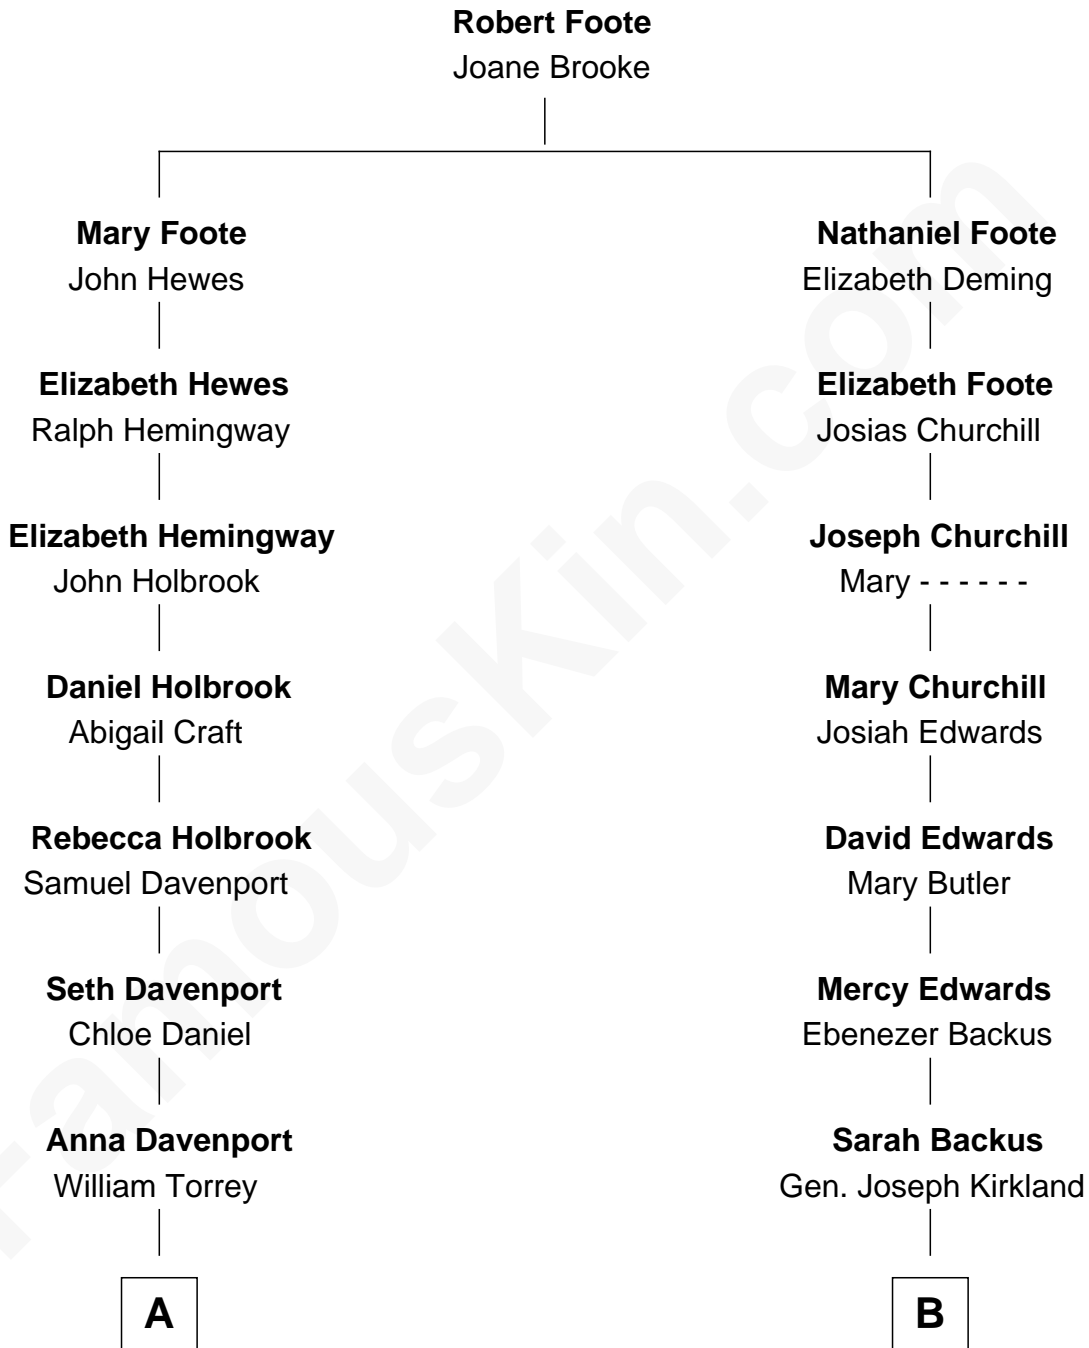 Robert Foote
Joane Brooke
Mary Foote
John Hewes
Nathaniel Foote
Elizabeth Deming
Elizabeth Hewes
Ralph Hemingway
Elizabeth Foote
Josias Churchill
Elizabeth Hemingway
John Holbrook
Joseph Churchill
Mary - - - - - -
Daniel Holbrook
Abigail Craft
Mary Churchill
Josiah Edwards
Rebecca Holbrook
Samuel Davenport
David Edwards
Mary Butler
Seth Davenport
Chloe Daniel
Mercy Edwards
Ebenezer Backus
Anna Davenport
William Torrey
Sarah Backus
Gen. Joseph Kirkland
A
B
FamousKin.com